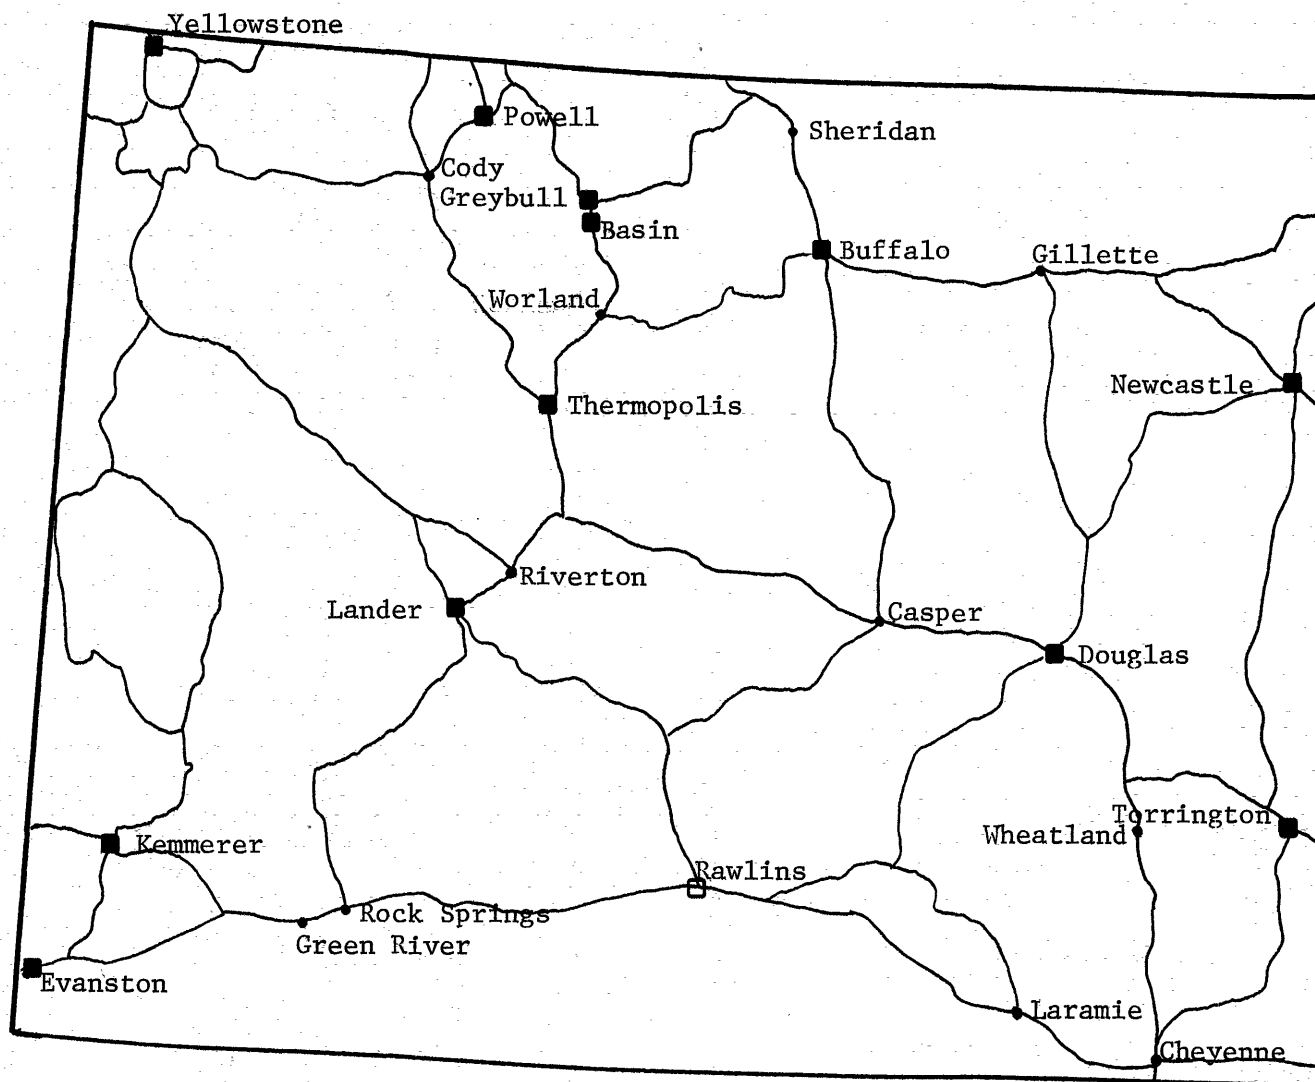 Yellowstone
Powell
Sheridan
Cody
Greybull
Basin
Buffalo
Gillette
Worland
Newcastle
Thermopolis
Riverton
Lander
Casper
Douglas
Torrington
Wheatland
Kemmerer
Rawlins
Rock Springs
Green River
Evanston
Laramie
Cheyenne